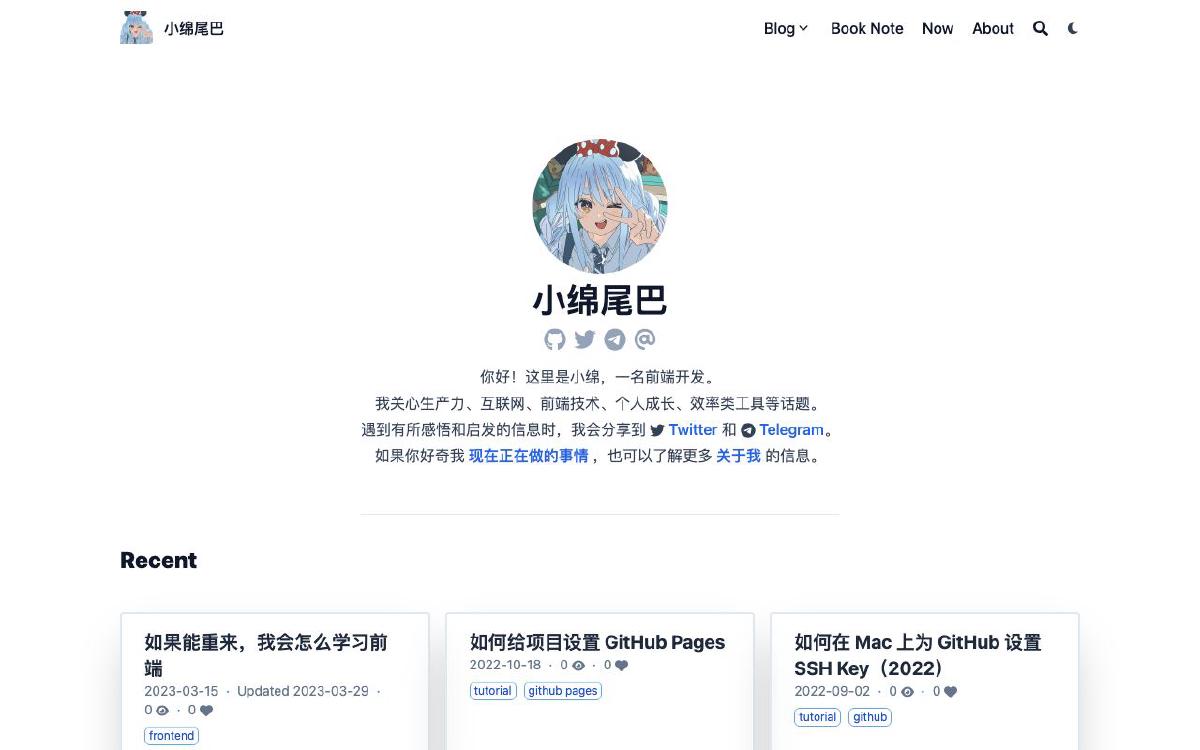 小绵尾巴
Blog Book Note Now About
小绵尾巴
你好！这里是小绵，一名前端开发。
我关心生产力、互联网、前端技术、个人成长、效率类工具等话题。
遇到有所感悟和启发的信息时，我会分享到 Twitter 和 Telegram。
如果你好奇我 现在正在做的事情 ，也可以了解更多 关于我 的信息。
Recent
如果能重来，我会怎么学习前
端
2023-03-15 · Updated 2023-03-29 ·
0 · 0
frontend
如何给项目设置 GitHub Pages
2022-10-18 · 0 · 0
tutorial github pages
如何在 Mac 上为 GitHub 设置
SSH Key（2022）
2022-09-02 · 0 · 0
tutorial github